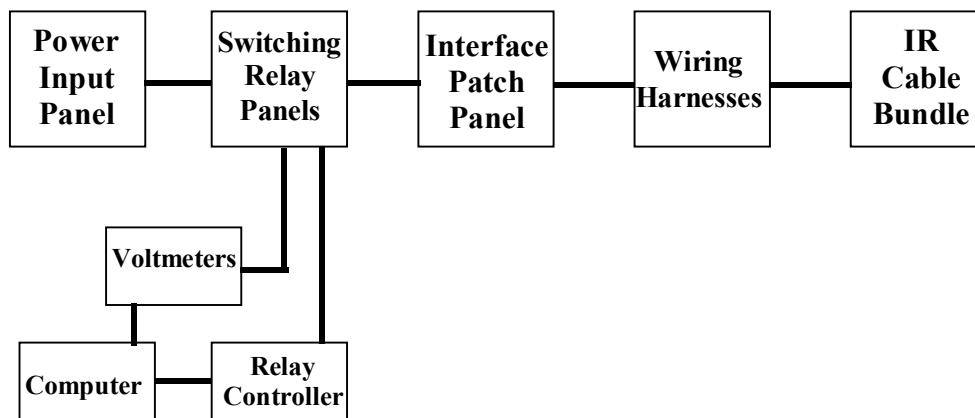 Power
Input
Panel
Switching
Relay
Panels
Interface
Patch
Panel
Wiring
Harnesses
IR
Cable
Bundle
Voltmeters
Computer
Relay
Controller